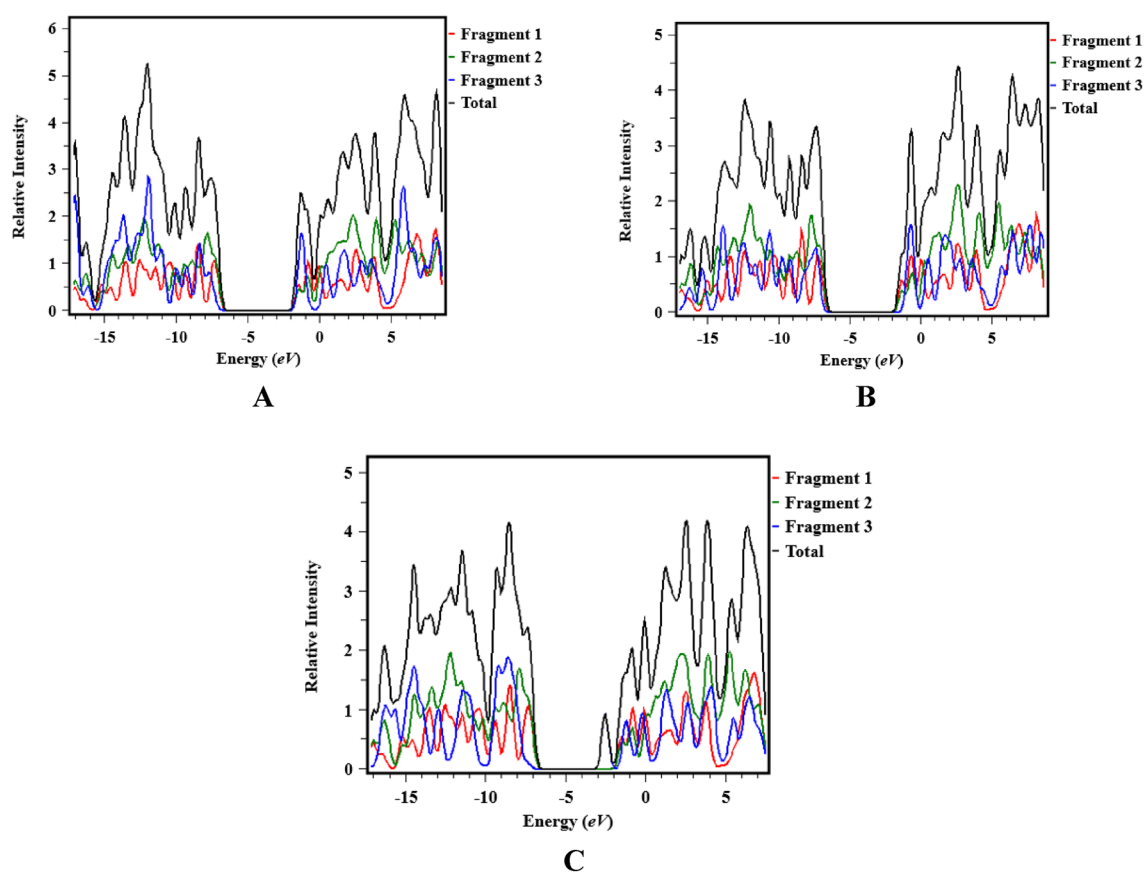 6
5
4
3
2
1
0
Relative Intensity
-15
-10
-5
0
5
Energy (eV)
Fragment 1
Fragment 2
Fragment 3
Total
A
5
4
3
2
1
0
Relative Intensity
-15
-10
-5
0
5
Energy (eV)
Fragment 1
Fragment 2
Fragment 3
Total
B
5
4
3
2
1
0
Relative Intensity
-15
-10
-5
0
5
Energy (eV)
Fragment 1
Fragment 2
Fragment 3
Total
C